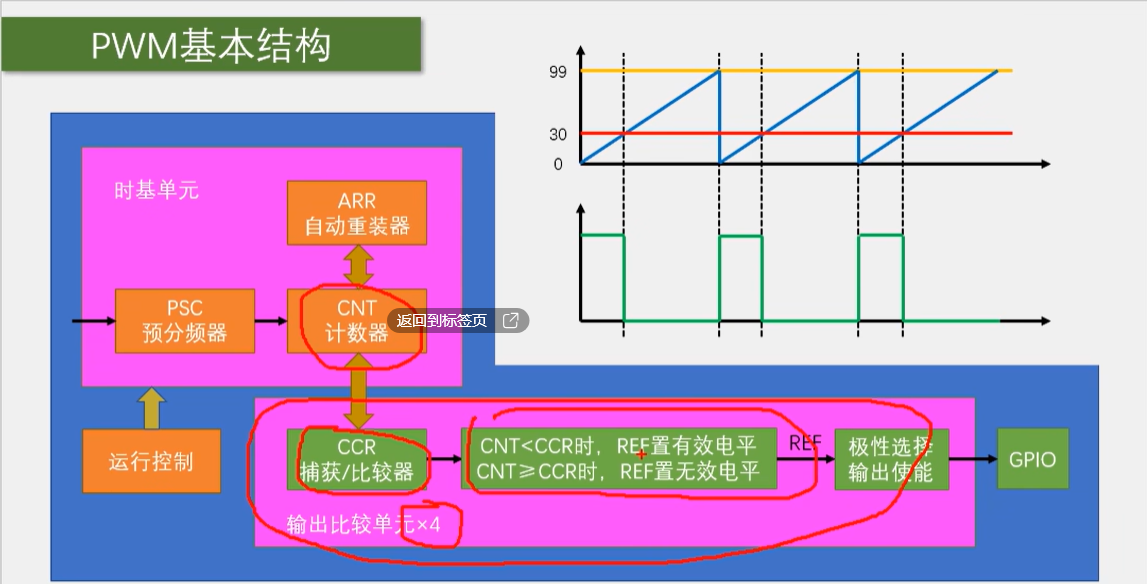 PWM基本结构
99
30
0
时基单元
ARR
自动重装器
PSC
预分频器
CNT
计数器
返回到标签页
运行控制
CCR
捕获/比较器
CNT<CCR时，REF置有效电平
CNT≥CCR时，REF置无效电平
REF
极性选择
输出使能
GPIO
输出比较单元×4